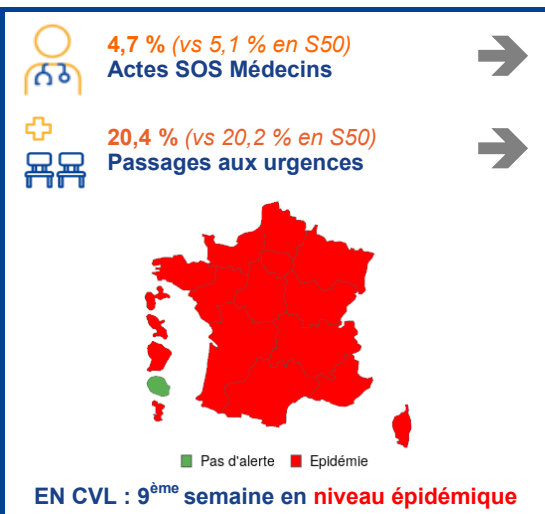 4,7 % (vs 5,1 % en S50)
Actes SOS Médecins
20,4 % (vs 20,2 % en S50)
Passages aux urgences
Pas d'alerte Epidémie
EN CVL : 9ème semaine en niveau épidémique